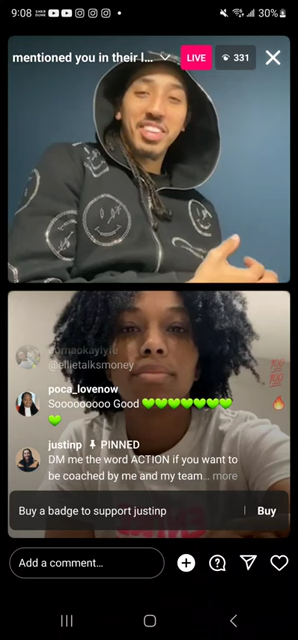 9:08
30%
mentioned you in their l...
LIVE
331
@ellietalksmoney
poca_lovenow
Sooooooooo Good 💚💚💚💚💚💚💚💚
💚
justinp 📌 PINNED
DM me the word ACTION if you want to
be coached by me and my team... more
Buy a badge to support justinp | Buy
Add a comment...